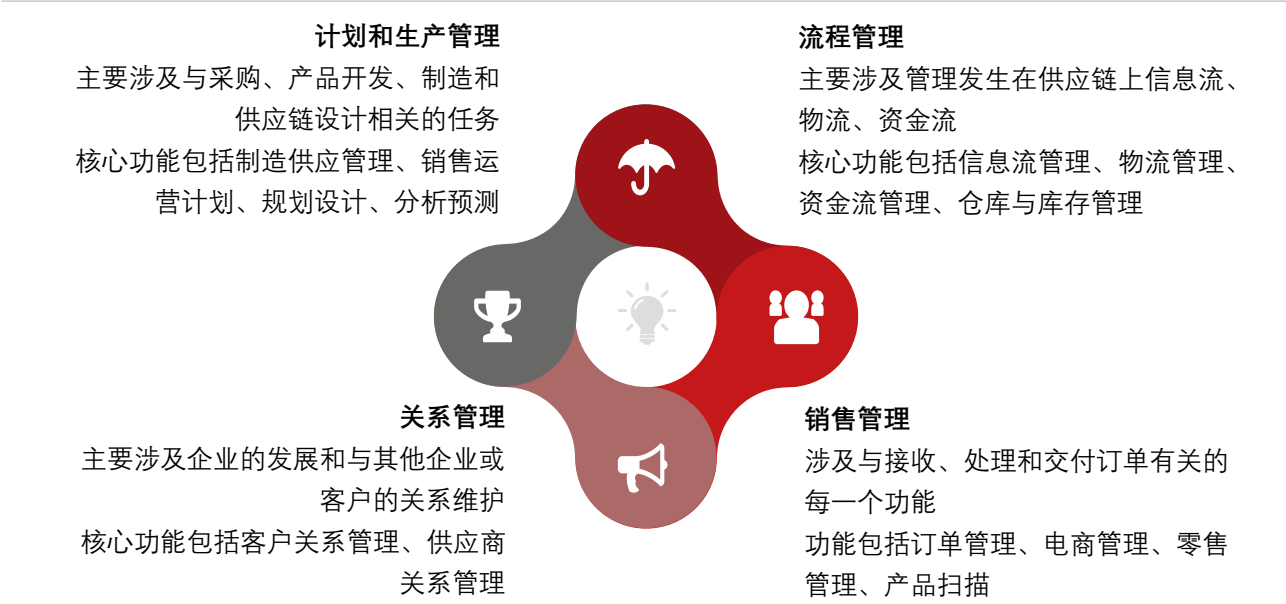 计划和生产管理
主要涉及与采购、产品开发、制造和
供应链设计相关的任务
核心功能包括制造供应管理、销售运
营计划、规划设计、分析预测
流程管理
主要涉及管理发生在供应链上信息流、
物流、资金流
核心功能包括信息流管理、物流管理、
资金流管理、仓库与库存管理
关系管理
主要涉及企业的发展和与其他企业或
客户的关系维护
核心功能包括客户关系管理、供应商
关系管理
销售管理
涉及与接收、处理和交付订单有关的
每一个功能
功能包括订单管理、电商管理、零售
管理、产品扫描